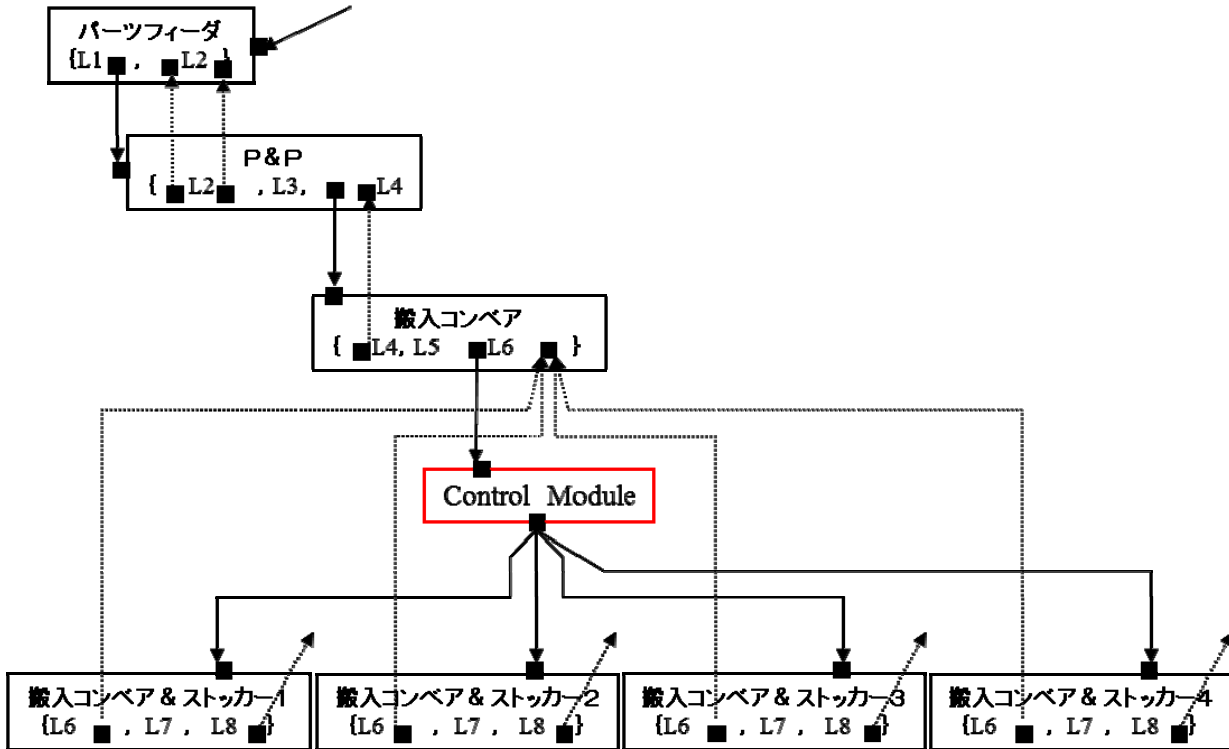 パーツフィーダ
{L1 , L2 }
P&P
{ L2 , L3, L4
搬入コンベア
{ L4, L5 L6 }
Control Module
搬入コンベア&ストッカー1
{L6 , L7 , L8 }
搬入コンベア&ストッカー2
{L6 , L7 , L8 }
搬入コンベア&ストッカー3
{L6 , L7 , L8 }
搬入コンベア&ストッカー4
{L6 , L7 , L8 }